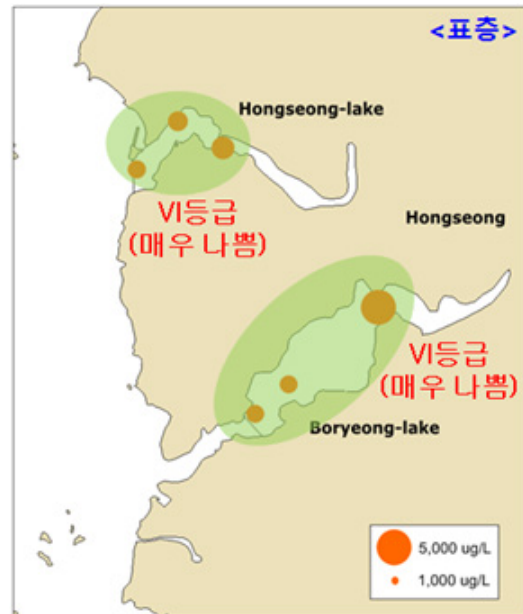 <표층>
Hongseong-lake
VI등급
(매우 나쁨)
Hongseong
VI등급
(매우 나쁨)
Boryeong-lake
5,000 ug/L
1,000 ug/L